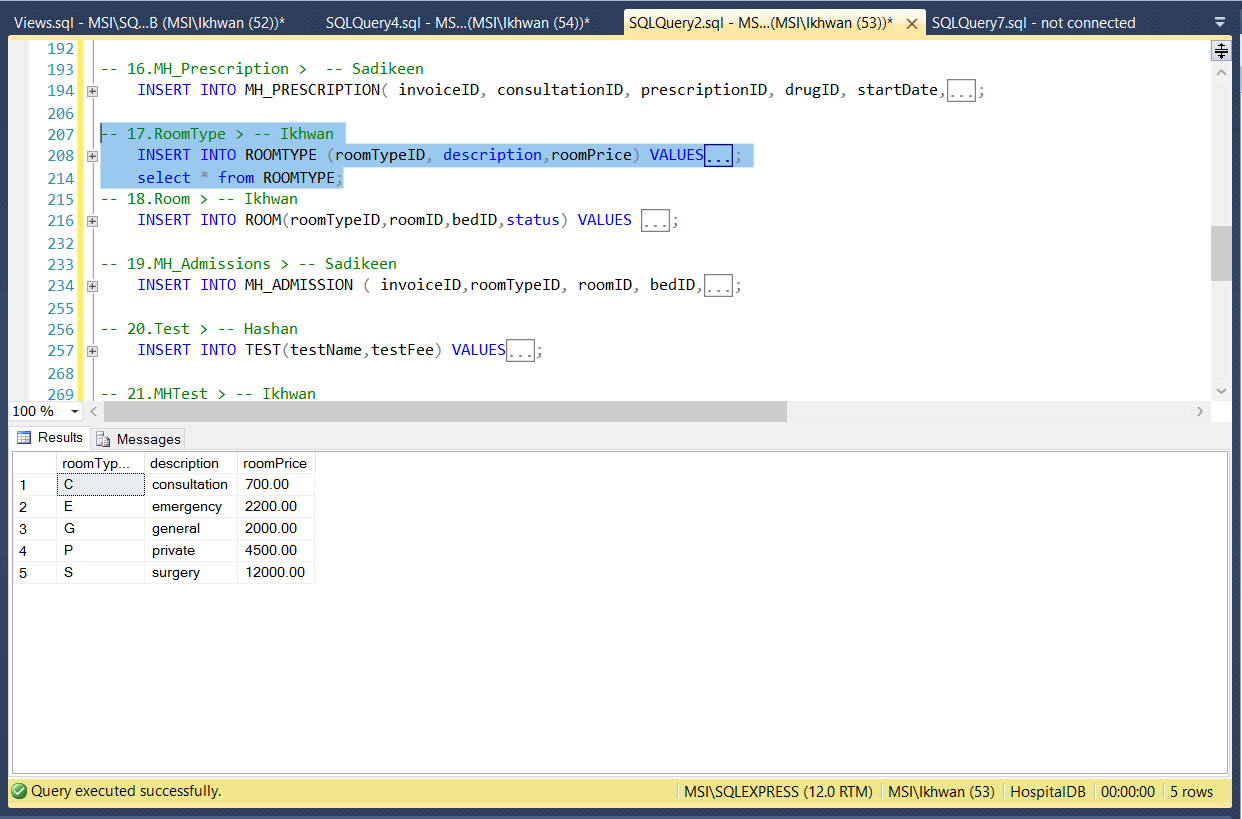 Views.sql - MSI\SQ...B (MSI\Ikhwan (52))* SQLQuery4.sql - MS...(MSI\Ikhwan (54))* SQLQuery2.sql - MS...(MSI\Ikhwan (53))* SQLQuery7.sql - not connected
192
193 -- 16.MH_Prescription > -- Sadikeen
194 INSERT INTO MH_PRESCRIPTION( invoiceID, consultationID, prescriptionID, drugID, startDate,...;
206
207 -- 17.RoomType > -- Ikhwan
208 INSERT INTO ROOMTYPE (roomTypeID, description,roomPrice) VALUES...;
214 select * from ROOMTYPE;
215 -- 18.Room > -- Ikhwan
216 INSERT INTO ROOM(roomTypeID,roomID,bedID,status) VALUES ...;
232
233 -- 19.MH_Admissions > -- Sadikeen
234 INSERT INTO MH_ADMISSION ( invoiceID,roomTypeID, roomID, bedID,...;
255
256 -- 20.Test > -- Hashan
257 INSERT INTO TEST(testName,testFee) VALUES...;
268
269 -- 21.MHTest > -- Ikhwan
100 %
Results Messages
roomTyp... description roomPrice
1 C consultation 700.00
2 E emergency 2200.00
3 G general 2000.00
4 P private 4500.00
5 S surgery 12000.00
Query executed successfully. MSI\SQLEXPRESS (12.0 RTM) MSI\Ikhwan (53) HospitalDB 00:00:00 5 rows